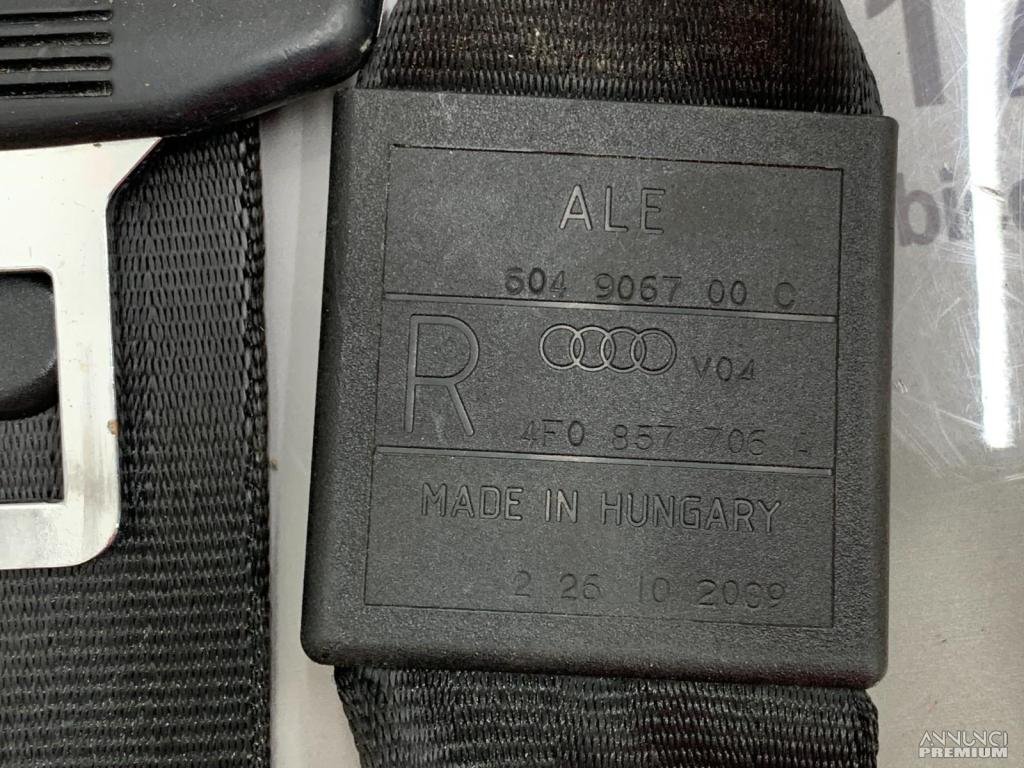 ALE
604 9067 00 C
R
V04
4F0 857 706
MADE IN HUNGARY
2 26 10 2009
ANNUNCI
PREMIUM